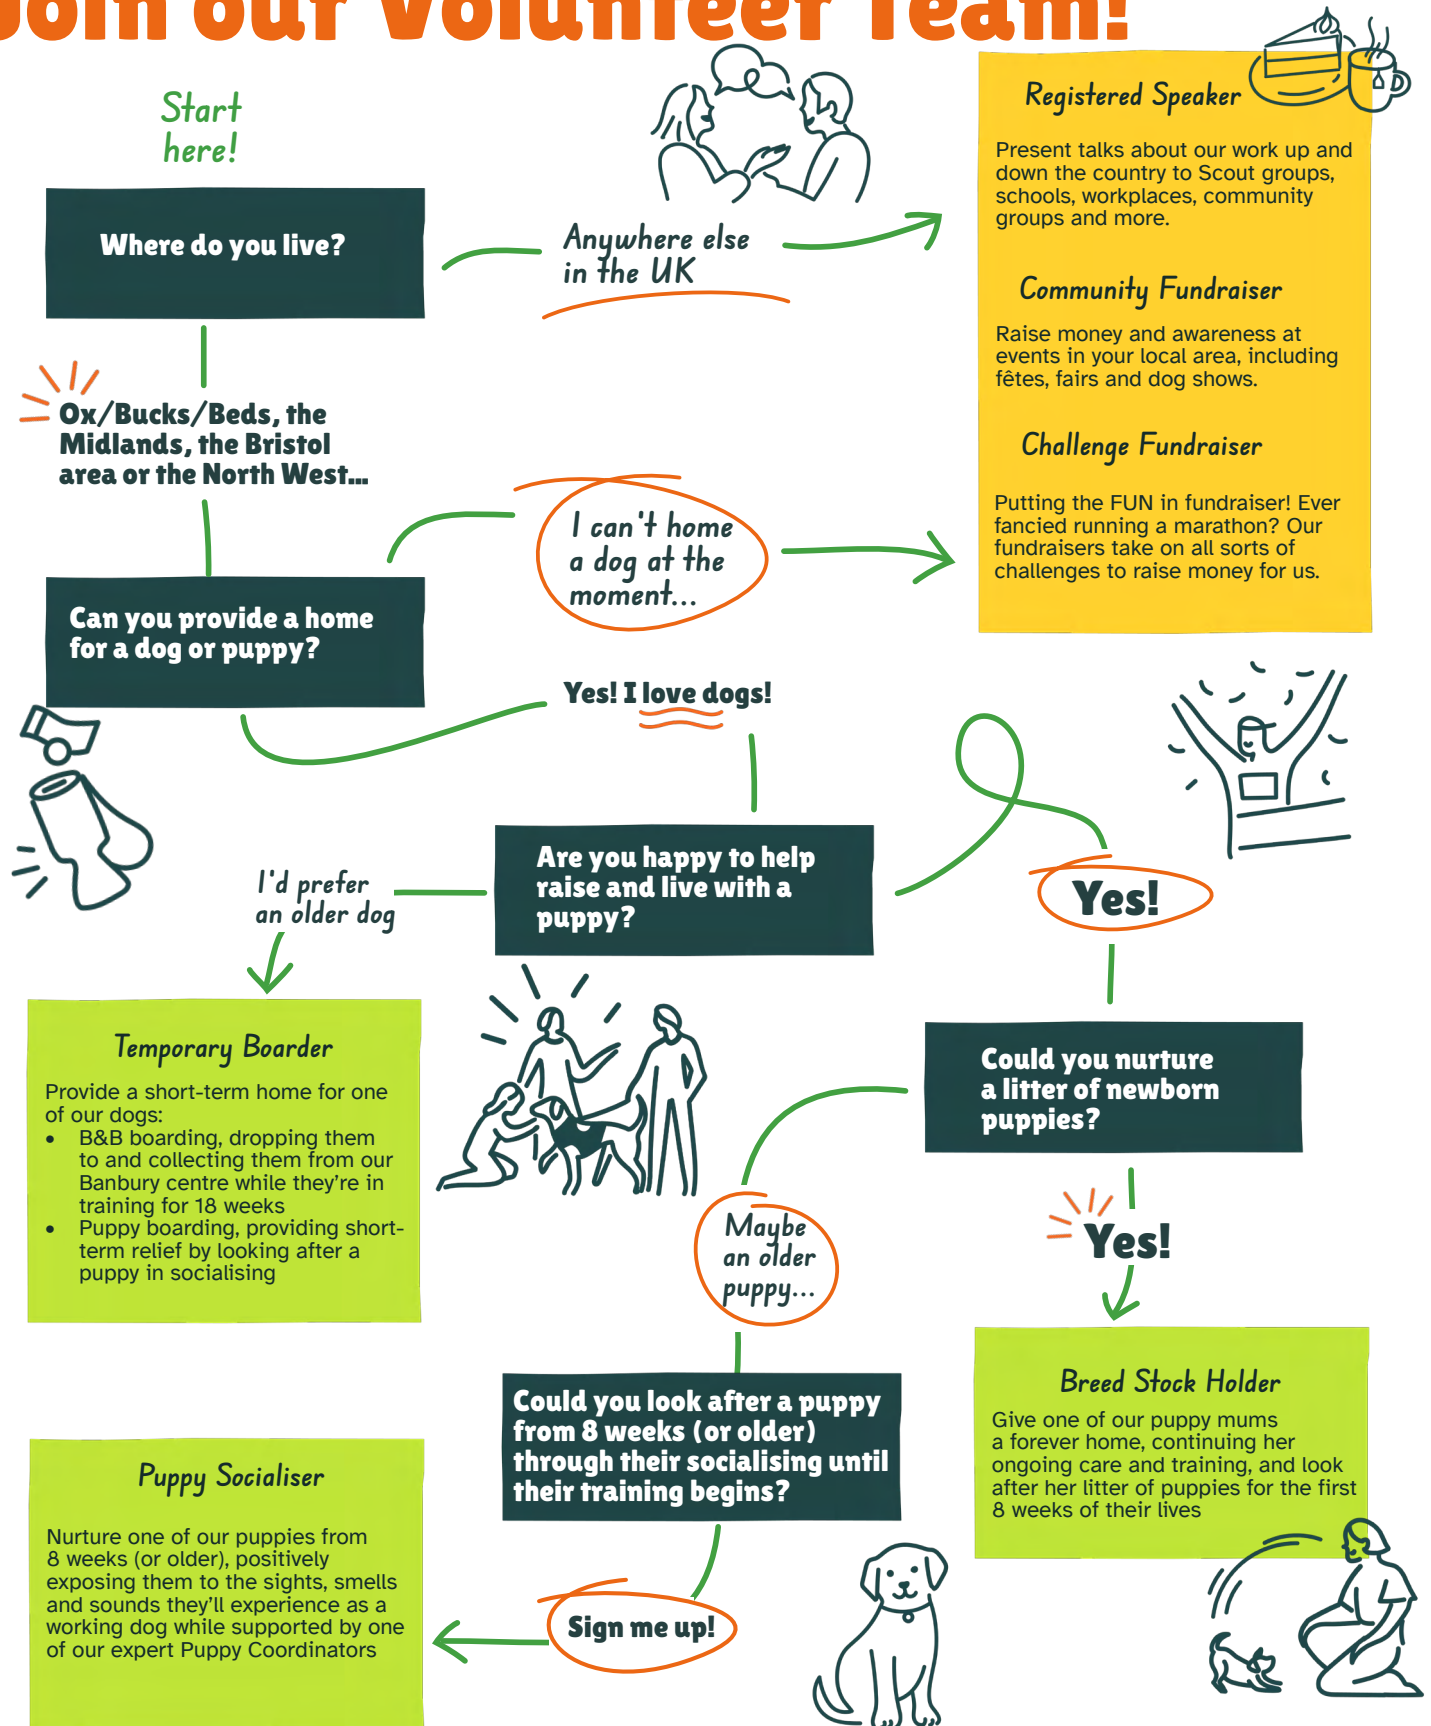 Join our Volunteer Team!
Start
here!
Where do you live?
Anywhere else
in the UK
Registered Speaker
Present talks about our work up and
down the country to Scout groups,
schools, workplaces, community
groups and more.
Community Fundraiser
Raise money and awareness at
events in your local area, including
fêtes, fairs and dog shows.
Challenge Fundraiser
Putting the FUN in fundraiser! Ever
fancied running a marathon? Our
fundraisers take on all sorts of
challenges to raise money for us.
Ox/Bucks/Beds, the
Midlands, the Bristol
area or the North West...
I can't home
a dog at the
moment...
Can you provide a home
for a dog or puppy?
Yes! I love dogs!
Are you happy to help
raise and live with a
puppy?
I'd prefer
an older dog
Yes!
Temporary Boarder
Provide a short-term home for one
of our dogs:
• B&B boarding, dropping them
to and collecting them from our
Banbury centre while they're in
training for 18 weeks
• Puppy boarding, providing short-
term relief by looking after a
puppy in socialising
Could you nurture
a litter of newborn
puppies?
Maybe
an older
puppy...
Yes!
Breed Stock Holder
Give one of our puppy mums
a forever home, continuing her
ongoing care and training, and look
after her litter of puppies for the first
8 weeks of their lives
Could you look after a puppy
from 8 weeks (or older)
through their socialising until
their training begins?
Sign me up!
Puppy Socialiser
Nurture one of our puppies from
8 weeks (or older), positively
exposing them to the sights, smells
and sounds they'll experience as a
working dog while supported by one
of our expert Puppy Coordinators